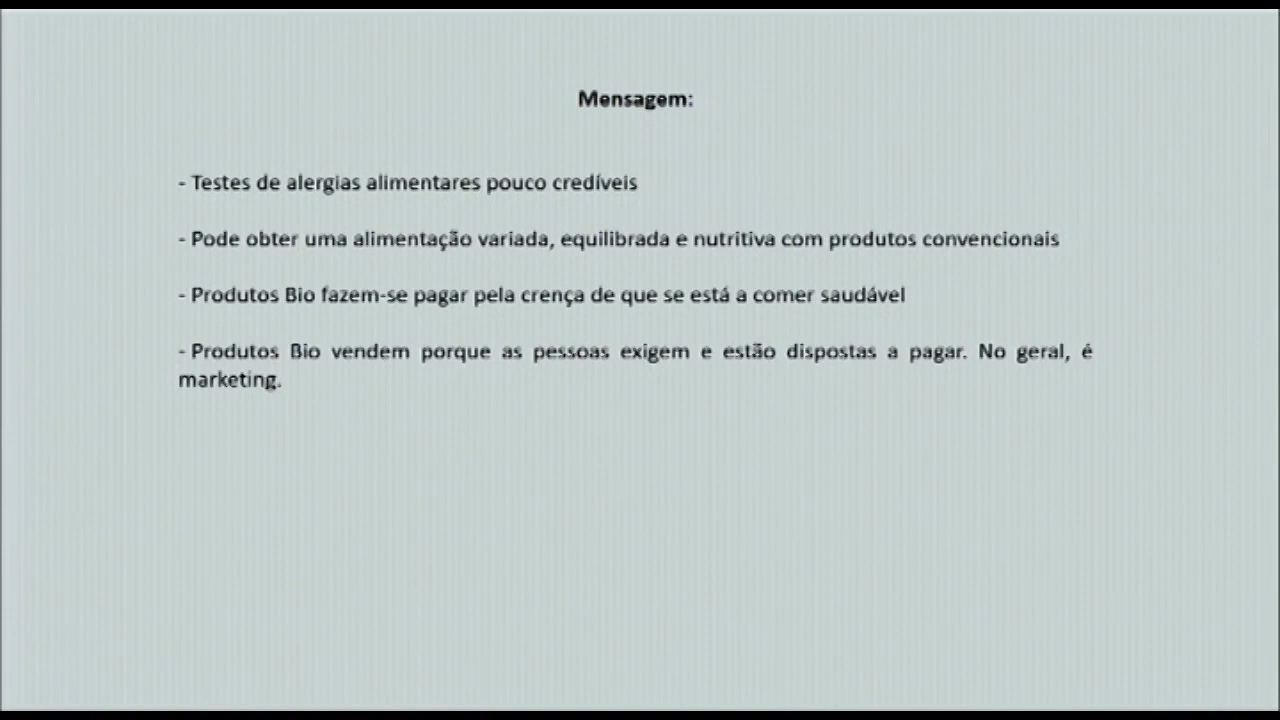 Mensagem:
- Testes de alergias alimentares pouco credíveis
- Pode obter uma alimentação variada, equilibrada e nutritiva com produtos convencionais
- Produtos Bio fazem-se pagar pela crença de que se está a comer saudável
- Produtos Bio vendem porque as pessoas exigem e estão dispostas a pagar. No geral, é
marketing.